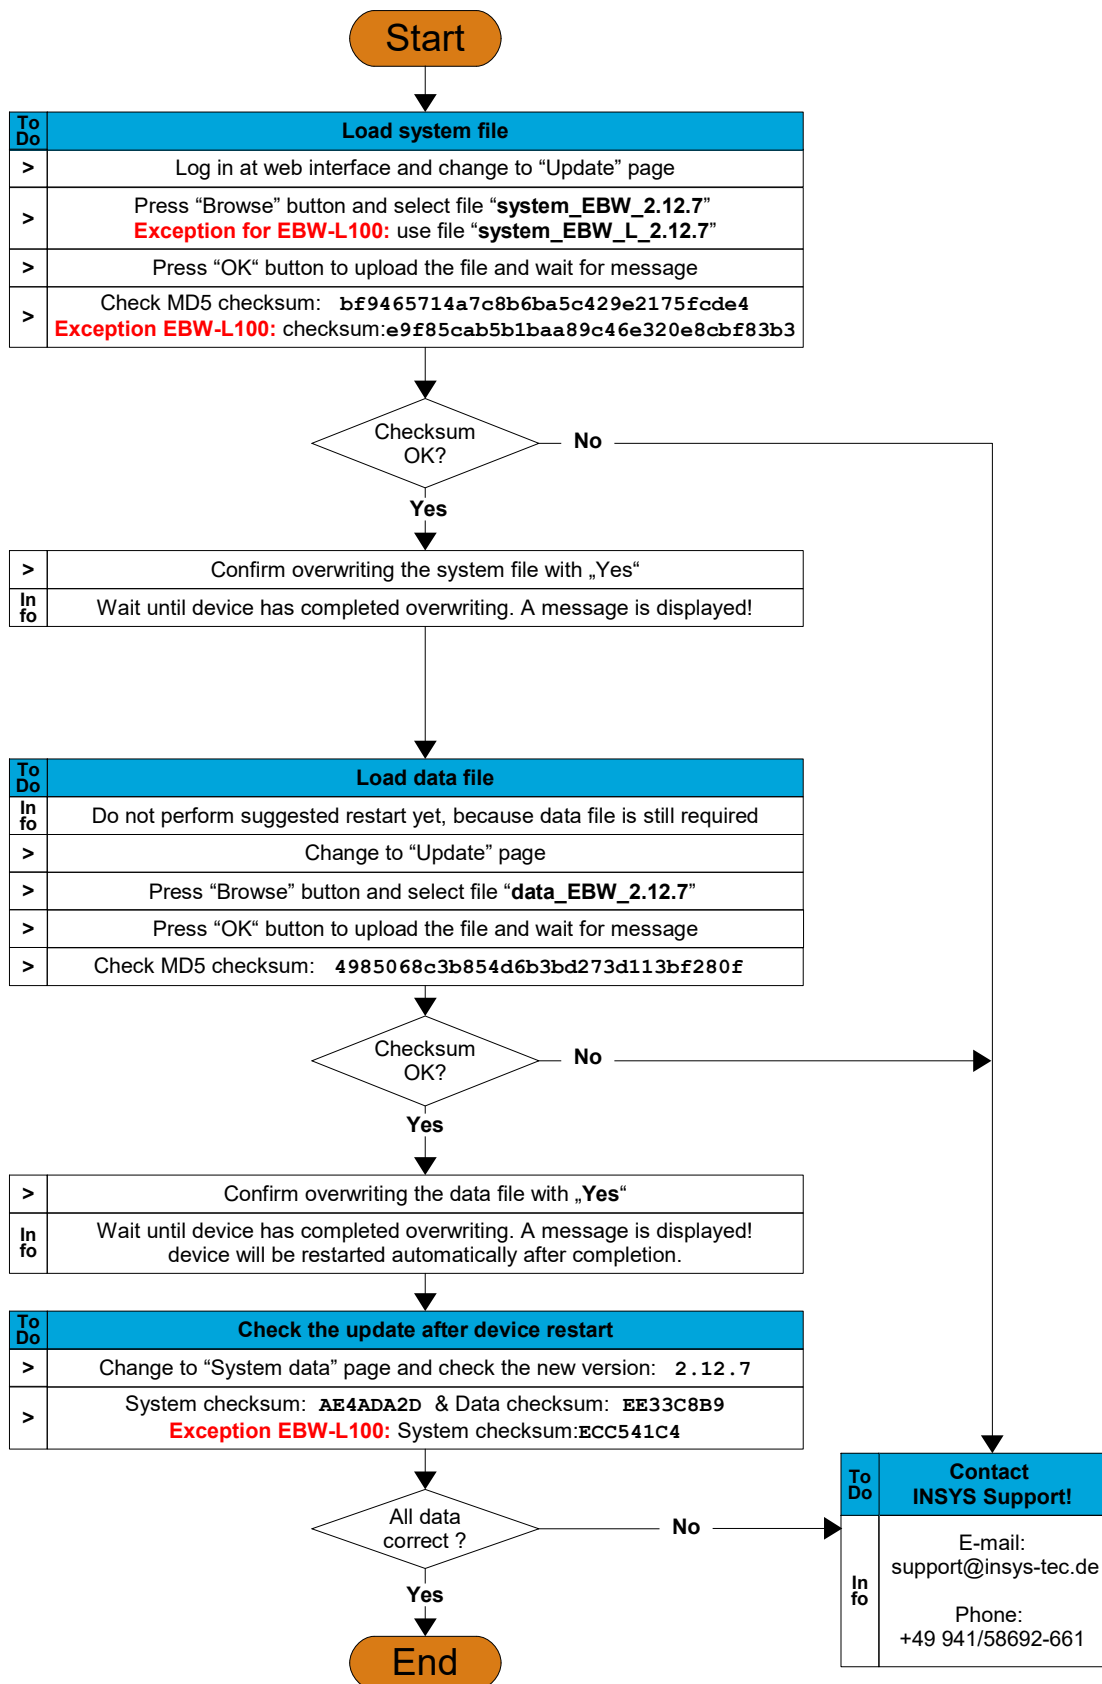 Start
To
Do
Load system file
>
Log in at web interface and change to “Update” page
>
Press “Browse” button and select file “system_EBW_2.12.7”
Exception for EBW-L100: use file “system_EBW_L_2.12.7”
>
Press “OK“ button to upload the file and wait for message
>
Check MD5 checksum: bf9465714a7c8b6ba5c429e2175fcde4
Exception EBW-L100: checksum:e9f85cab5b1baa89c46e320e8cbf83b3
Checksum
OK?
No
Yes
>
Confirm overwriting the system file with „Yes“
In
fo
Wait until device has completed overwriting. A message is displayed!
To
Do
Load data file
In
fo
Do not perform suggested restart yet, because data file is still required
>
Change to “Update” page
>
Press “Browse” button and select file “data_EBW_2.12.7”
>
Press “OK“ button to upload the file and wait for message
>
Check MD5 checksum: 4985068c3b854d6b3bd273d113bf280f
Checksum
OK?
No
Yes
>
Confirm overwriting the data file with „Yes“
In
fo
Wait until device has completed overwriting. A message is displayed!
device will be restarted automatically after completion.
To
Do
Check the update after device restart
>
Change to “System data” page and check the new version: 2.12.7
>
System checksum: AE4ADA2D & Data checksum: EE33C8B9
Exception EBW-L100: System checksum:ECC541C4
All data
correct ?
No
Yes
End
To
Do
Contact
INSYS Support!
In
fo
E-mail:
support@insys-tec.de
Phone:
+49 941/58692-661